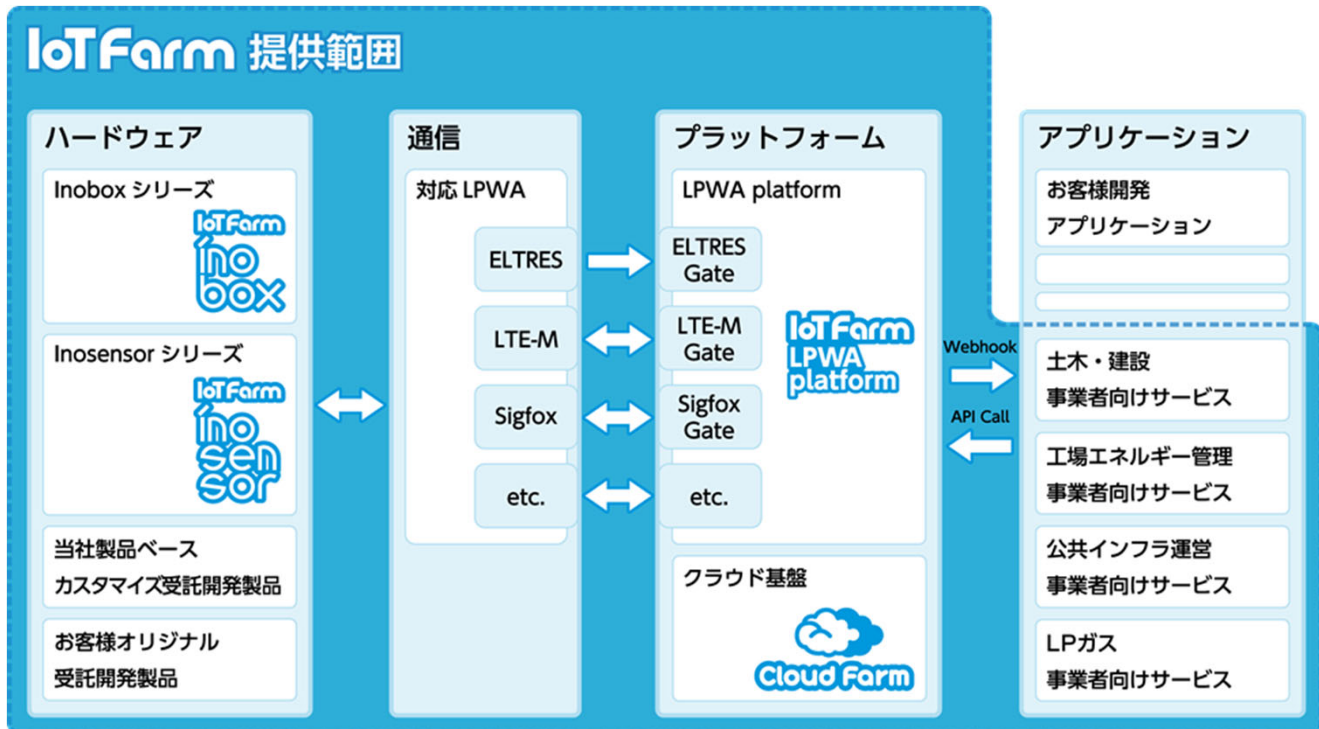 IoTFarm 提供範囲
ハードウェア
Inobox シリーズ
IoTFarm
ino
box
Inosensor シリーズ
IoTFarm
ino
sen
sor
当社製品ベース
カスタマイズ受託開発製品
お客様オリジナル
受託開発製品
通信
対応 LPWA
ELTRES
LTE-M
Sigfox
etc.
プラットフォーム
LPWA platform
ELTRES
Gate
LTE-M
Gate
Sigfox
Gate
etc.
IoTFarm
LPWA
platform
クラウド基盤
Cloud Farm
Webhook
API Call
アプリケーション
お客様開発
アプリケーション
土木・建設
事業者向けサービス
工場エネルギー管理
事業者向けサービス
公共インフラ運営
事業者向けサービス
LPガス
事業者向けサービス